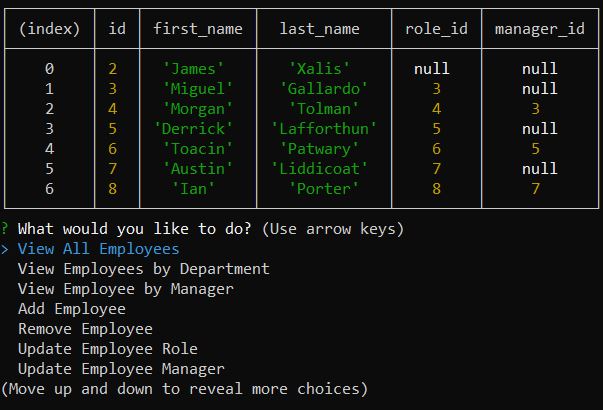 (index) id first_name last_name role_id manager_id
0 2 'James' 'Xalis' null null
1 3 'Miguel' 'Gallardo' 3 null
2 4 'Morgan' 'Tolman' 4 3
3 5 'Derrick' 'Lafforthun' 5 null
4 6 'Toacin' 'Patwary' 6 5
5 7 'Austin' 'Liddicoat' 7 null
6 8 'Ian' 'Porter' 8 7
? What would you like to do? (Use arrow keys)
> View All Employees
View Employees by Department
View Employee by Manager
Add Employee
Remove Employee
Update Employee Role
Update Employee Manager
(Move up and down to reveal more choices)